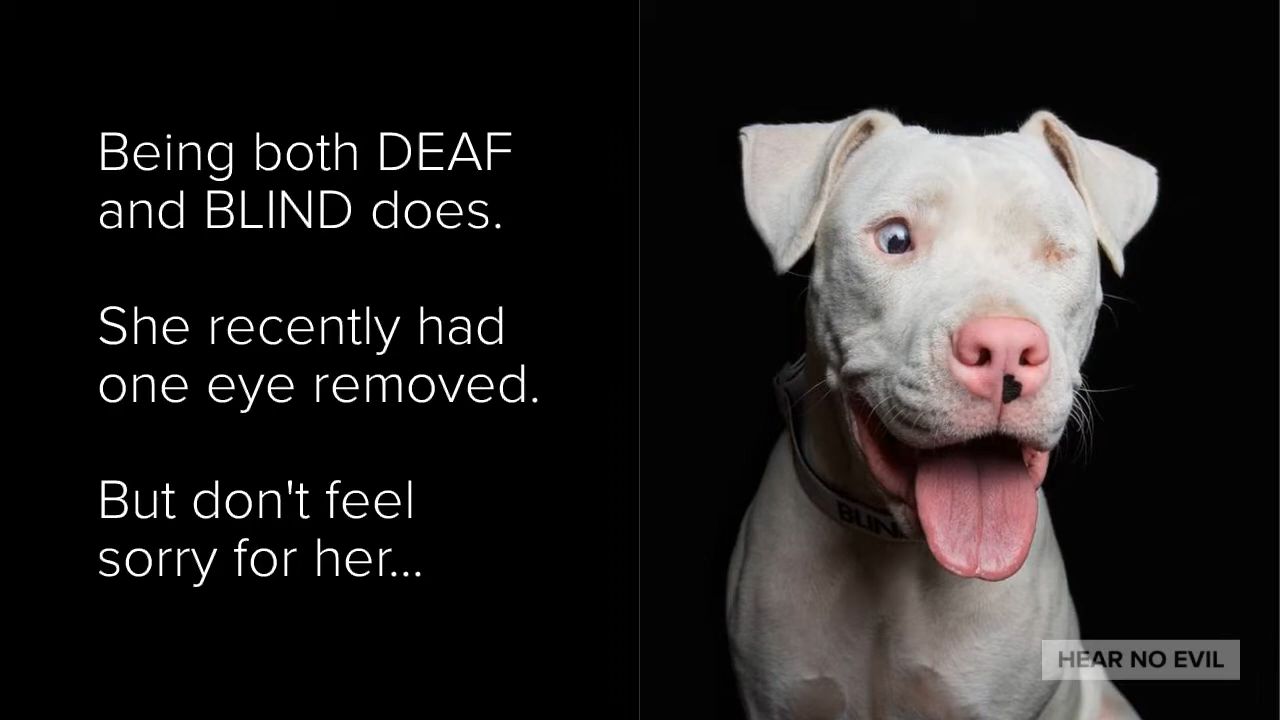 Being both DEAF
and BLIND does.
She recently had
one eye removed.
But don't feel
sorry for her...
BLIN
HEAR NO EVIL